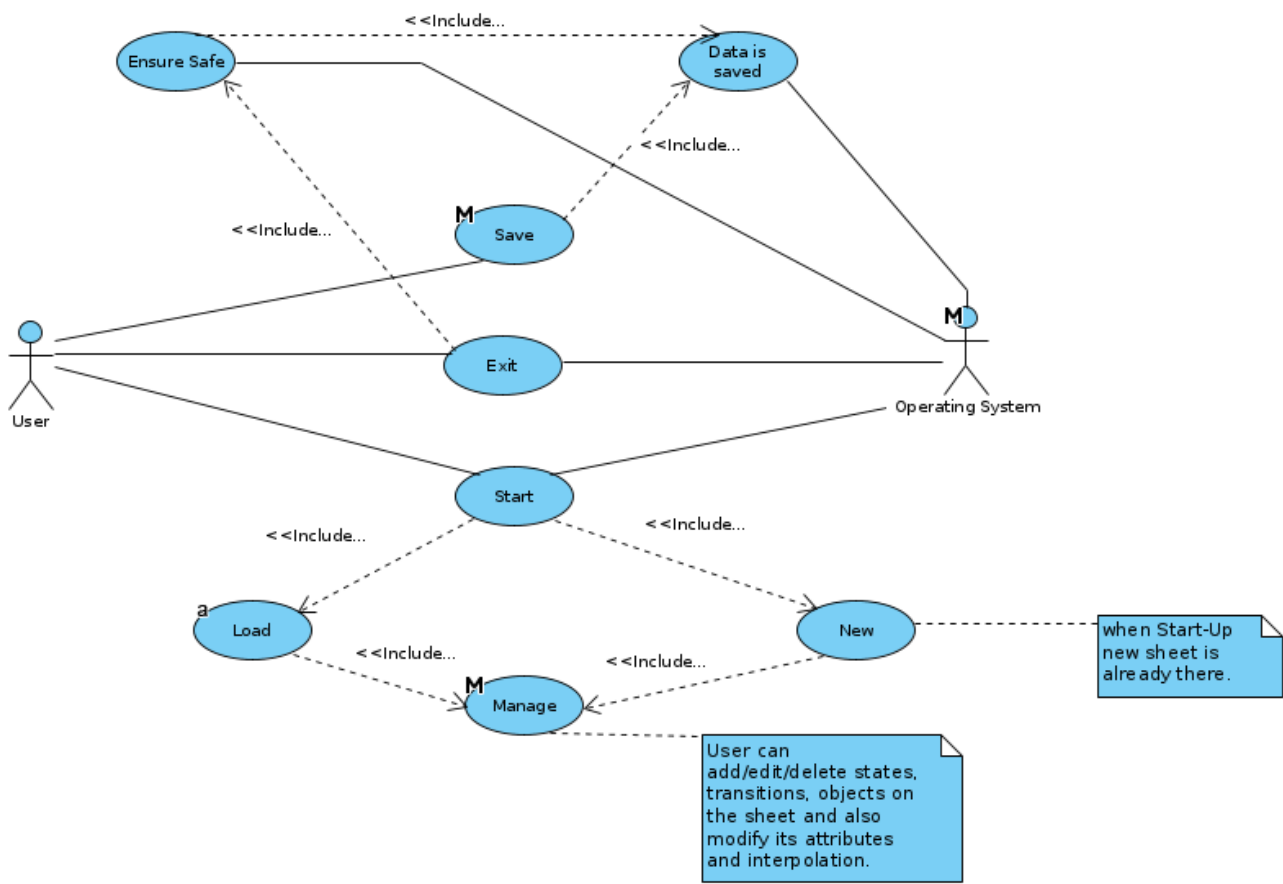 <<Include...
Ensure Safe
Data is
saved
<<Include...
M
Save
<<Include...
M
Exit
User
Operating System
Start
<<Include...
<<Include...
a
Load
New
when Start-Up
new sheet is
already there.
<<Include...
<<Include...
M
Manage
User can
add/edit/delete states,
transitions, objects on
the sheet and also
modify its attributes
and interpolation.